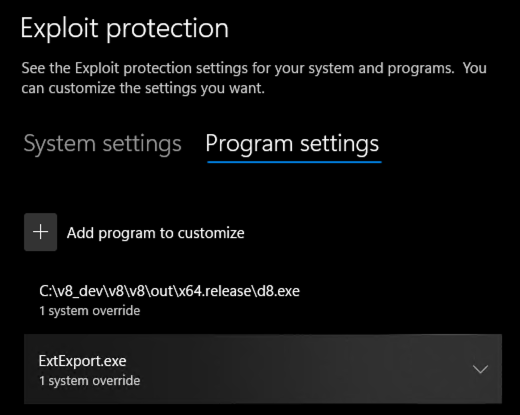 Exploit protection
See the Exploit protection settings for your system and programs.  You
can customize the settings you want.
System settings
Program settings
Add program to customize
C:\v8_dev\v8\v8\out\x64.release\d8.exe
1 system override
ExtExport.exe
1 system override